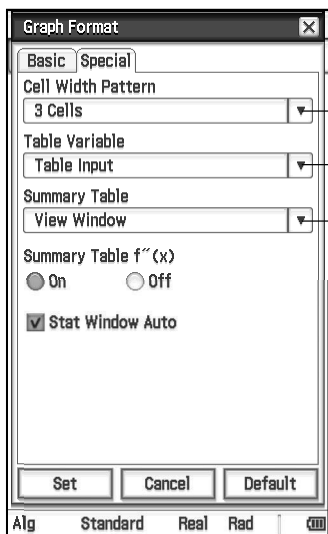 Graph Format
Basic Special
Cell Width Pattern
3 Cells
Table Variable
Table Input
Summary Table
View Window
Summary Table f˝(x)
On Off
Stat Window Auto
Set Cancel Default
Alg Standard Real Rad